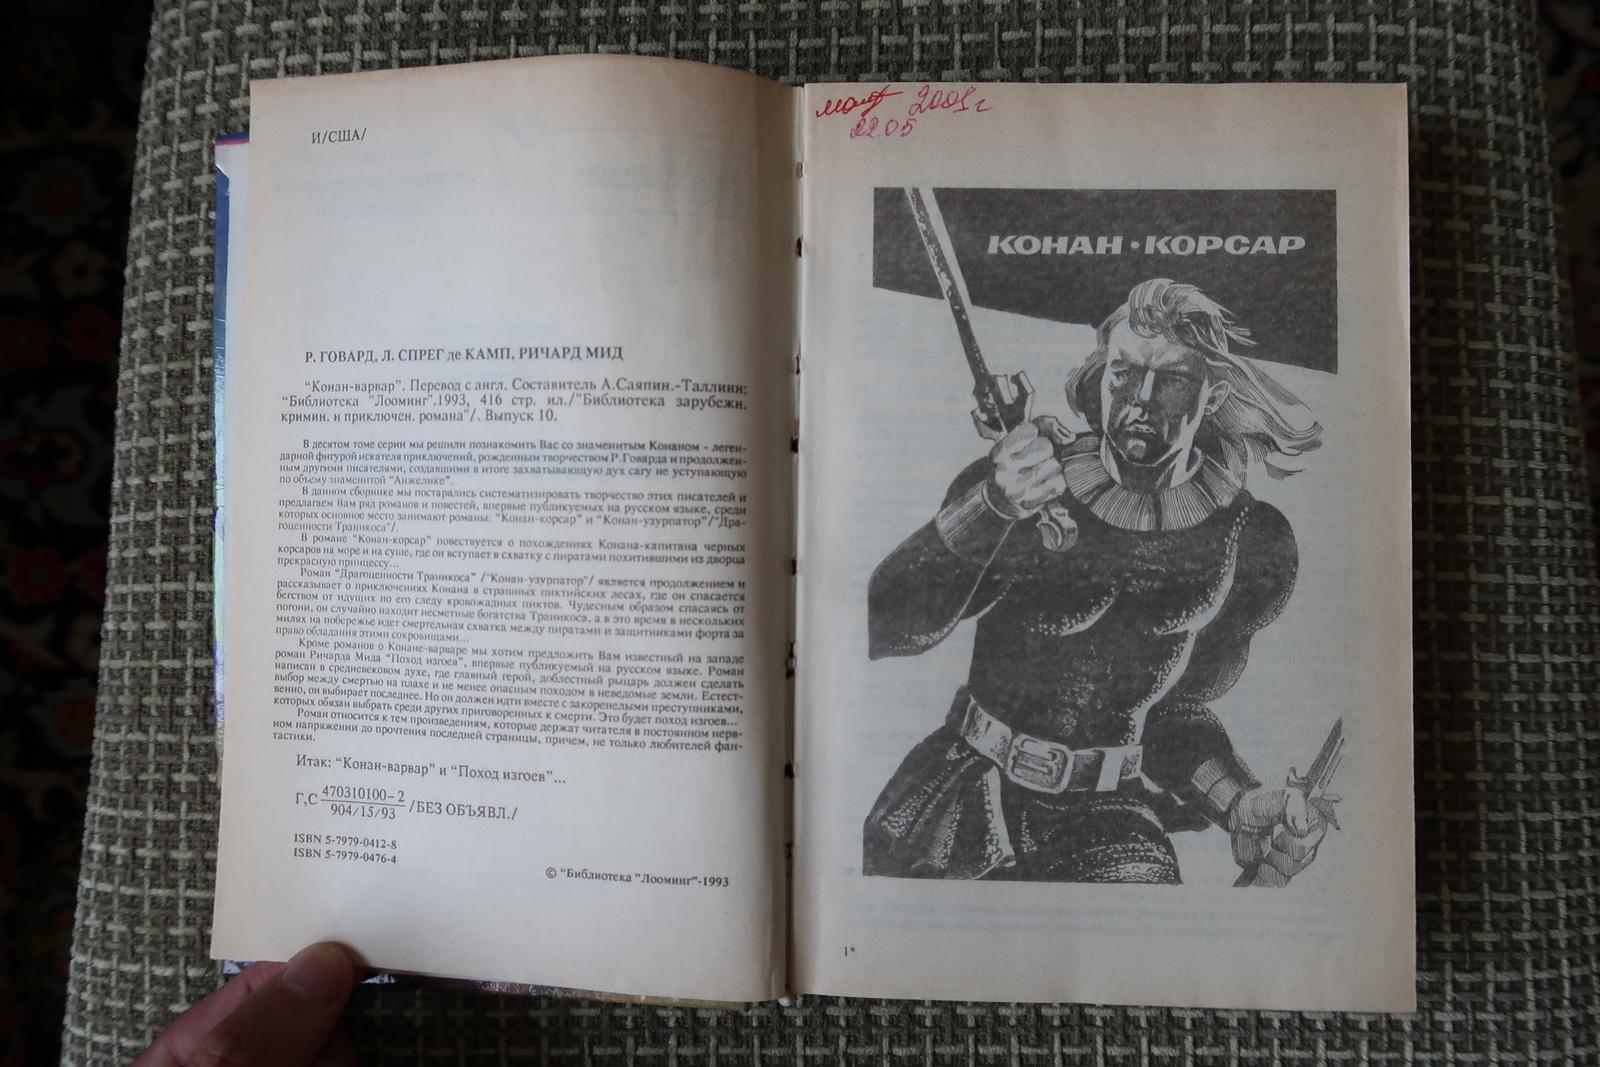 И/США/
Р. ГОВАРД, Л. СПРЕГ де КАМП, РИЧАРД МИД
"Конан-варвар". Перевод с англ. Составитель А.Саяпин.-Таллинн:
"Библиотека "Лооминг".1993, 416 стр. ил./"Библиотека зарубежн.
кримин. и приключен. романа"/. Выпуск 10.
В десятом томе серии мы решили познакомить Вас со знаменитым Конаном - леген-
дарной фигурой искателя приключений, рожденным творчеством Р.Говарда и продолжен-
ным другими писателями, создавшими в итоге захватывающую дух сагу не уступающую
по объему знаменитой "Анжелике".
В данном сборнике мы постарались систематизировать творчество этих писателей и
предлагаем Вам ряд романов и повестей, впервые публикуемых на русском языке, среди
которых основное место занимают романы: "Конан-корсар" и "Конан-узурпатор"/"Дра-
гоценности Траникоса"/.
В романе "Конан-корсар" повествуется о похождениях Конана-капитана черных
корсаров на море и на суше, где он вступает в схватку с пиратами похитившими из дворца
прекрасную принцессу...
Роман "Драгоценности Траникоса" /"Конан-узурпатор"/ является продолжением и
рассказывает о приключениях Конана в страшных пиктийских лесах, где он спасается
бегством от идущих по его следу кровожадных пиктов. Чудесным образом спасаясь от
погони, он случайно находит несметные богатства Траникоса, а в это время в нескольких
милях на побережье идет смертельная схватка между пиратами и защитниками форта за
право обладания этими сокровищами...
Кроме романов о Конане-варваре мы хотим предложить Вам известный на западе
роман Ричарда Мида "Поход изгоев", впервые публикуемый на русском языке. Роман
написан в средневековом духе, где главный герой, доблестный рыцарь должен сделать
выбор между смертью на плахе и не менее опасным походом в неведомые земли. Естест-
венно, он выбирает последнее. Но он должен идти вместе с закоренелыми преступниками,
которых обязан выбрать среди других приговоренных к смерти. Это будет поход изгоев...
Роман относится к тем произведениям, которые держат читателя в постоянном нерв-
ном напряжении до прочтения последней страницы, причем, не только любителей фан-
тастики.
Итак: "Конан-варвар" и "Поход изгоев"...
Г,С 470310100-2
904/15/93 /БЕЗ ОБЪЯВЛ./
ISBN 5-7979-0412-8
ISBN 5-7979-0476-4
© "Библиотека "Лооминг"-1993
22.05
КОНАН · КОРСАР
1*